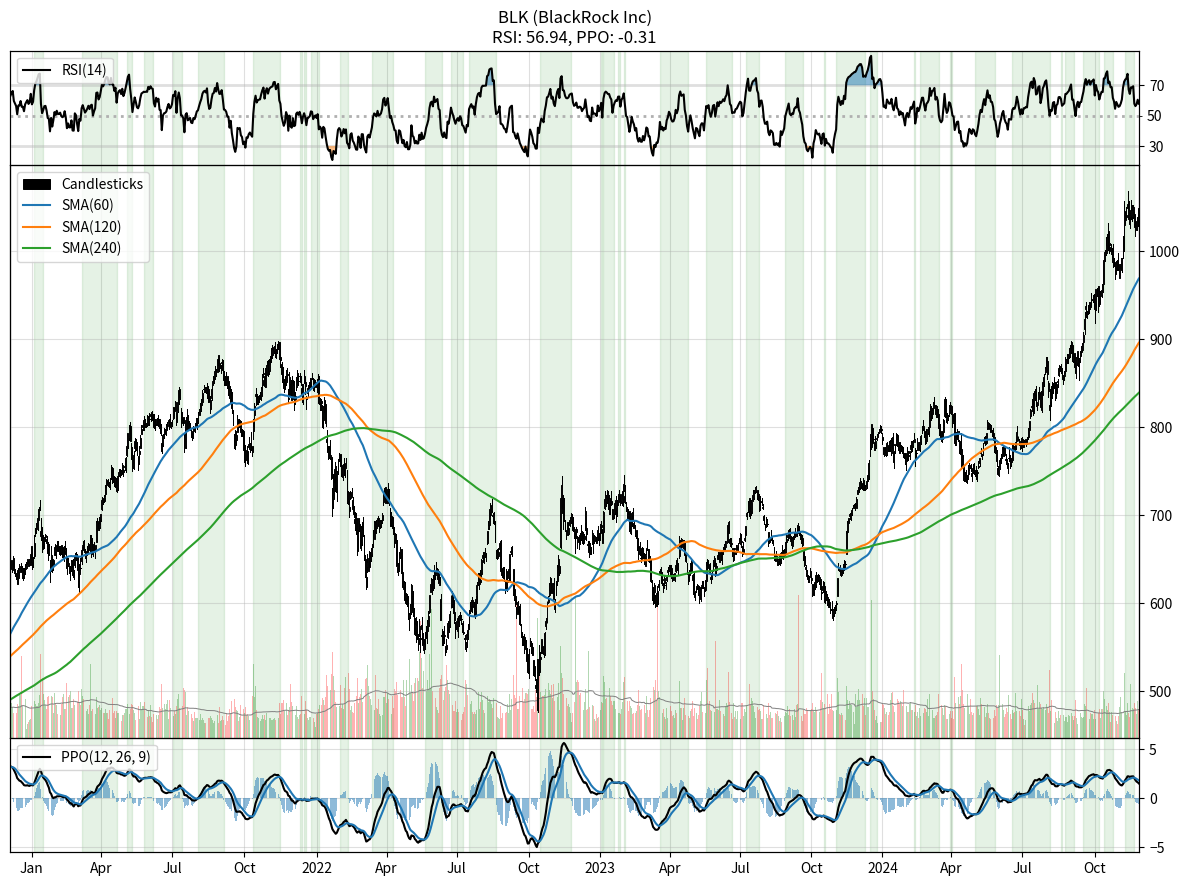 BLK (BlackRock Inc)
RSI: 56.94, PPO: -0.31
RSI(14)
70
50
30
Candlesticks
SMA(60)
SMA(120)
SMA(240)
1000
900
800
700
600
500
PPO(12, 26, 9)
5
0
−5
Jan Apr Jul Oct 2022 Apr Jul Oct 2023 Apr Jul Oct 2024 Apr Jul Oct